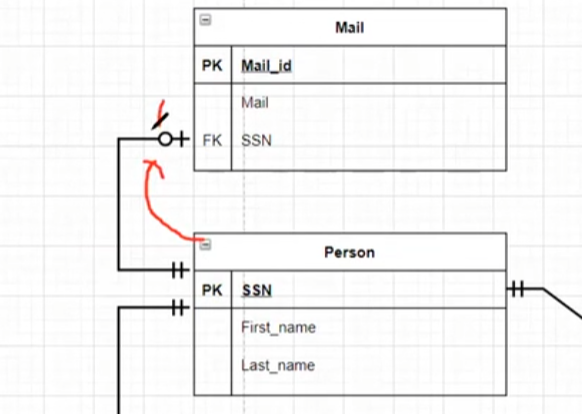 Mail
PK Mail_id
Mail
FK SSN
Person
PK SSN
First_name
Last_name